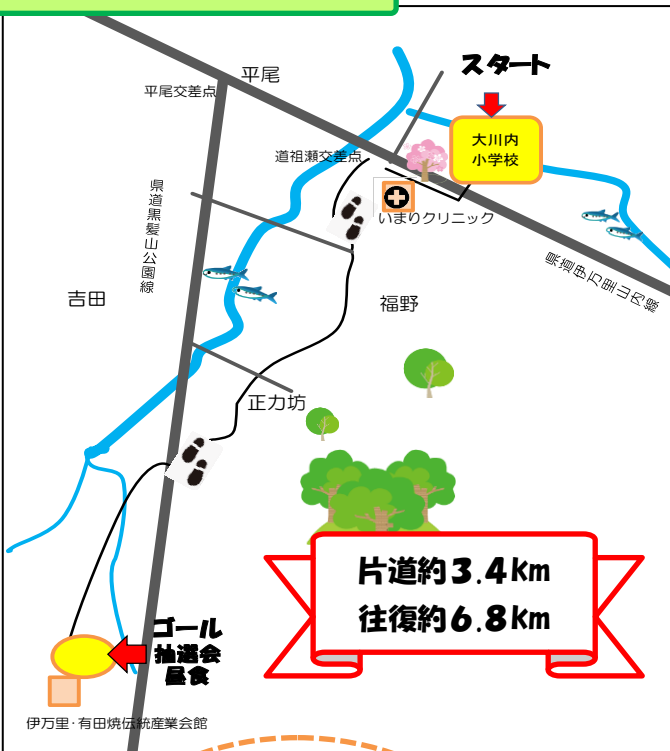 平尾
スタート
平尾交差点
大川内
小学校
道祖瀬交差点
県道黒髪山公園線
いまりクリニック
県道伊万里山内線
吉田
福野
正力坊
片道約3.4km
往復約6.8km
ゴール
抽選会
昼食
伊万里・有田焼伝統産業会館